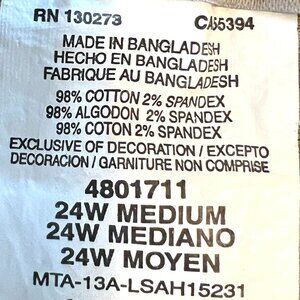 RN 130273 CA55394
MADE IN BANGLADESH
HECHO EN BANGLADESH
FABRIQUE AU BANGLADESH
98% COTTON 2% SPANDEX
98% ALGODON 2% SPANDEX
98% COTON 2% SPANDEX
EXCLUSIVE OF DECORATION / EXCEPTO
DECORACION / GARNITURE NON COMPRISE
4801711
24W MEDIUM
24W MEDIANO
24W MOYEN
MTA-13A-LSAH15231